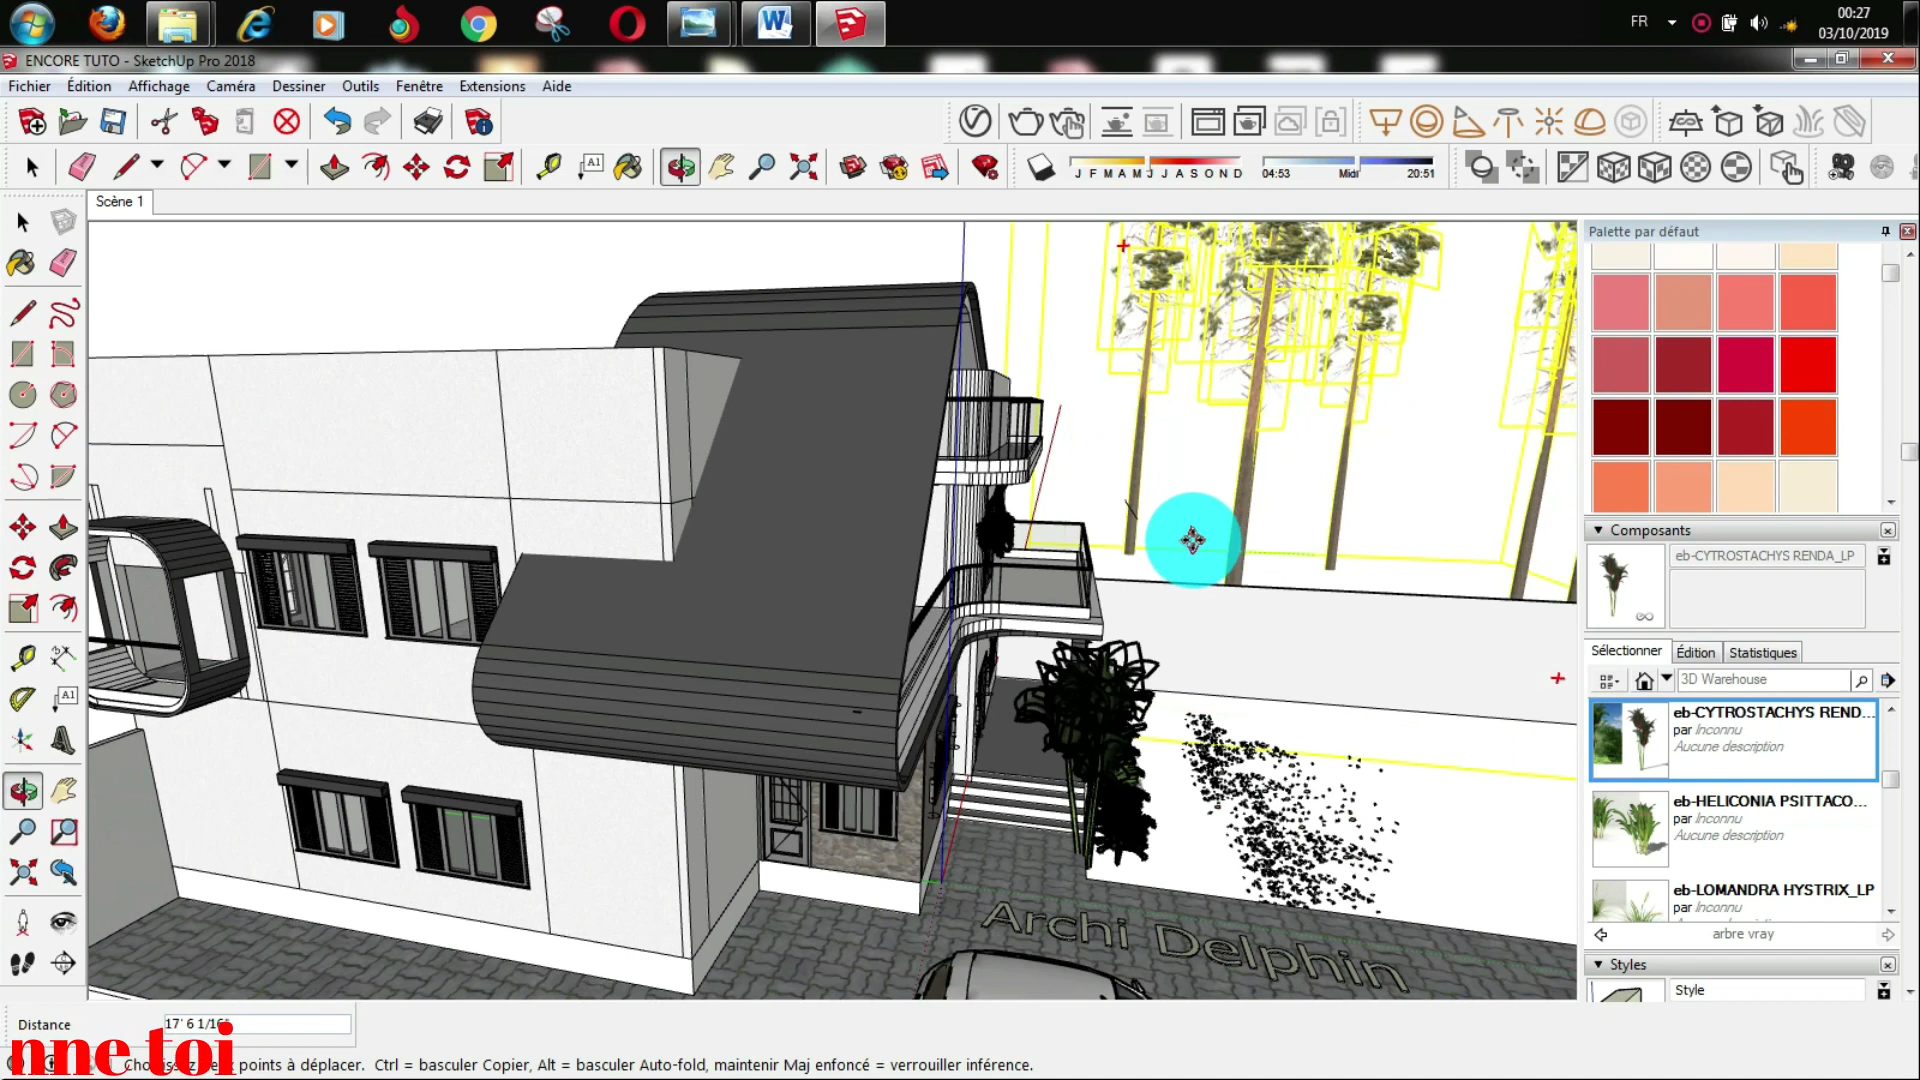 FR
00:27
03/10/2019
ENCORE TUTO - SketchUp Pro 2018
Fichier Édition Affichage Caméra Dessiner Outils Fenêtre Extensions Aide
A1
J F M A M J J A S O N D
04:53 Midi 20:51
Scène 1
Palette par défaut
A1
Composants
eb-CYTROSTACHYS RENDA_LP
Sélectionner Édition Statistiques
3D Warehouse
eb-CYTROSTACHYS REND...
par Inconnu
Aucune description
eb-HELICONIA PSITTACO...
par Inconnu
Aucune description
eb-LOMANDRA HYSTRIX_LP
par Inconnu
arbre vray
Styles
Style
Archi Delphin
Distance 17' 6 1/16"
nne toi
points à déplacer. Ctrl = basculer Copier, Alt = basculer Auto-fold, maintenir Maj enfoncé = verrouiller inférence.